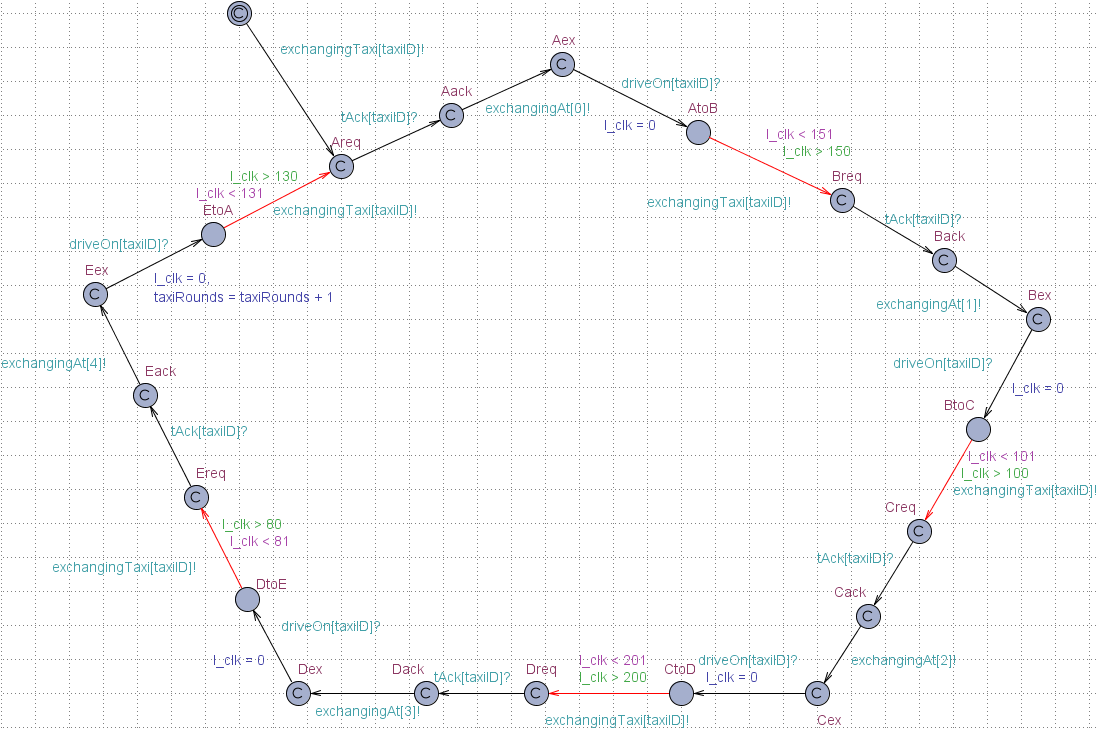 C
exchangingTaxi[taxiID]!
Aex
C
driveOn[taxiID]?
Aack
C
exchangingAt[0]!
tAck[taxiID]?
AtoB
l_clk = 0
l_clk < 151
l_clk > 150
Areq
C
l_clk > 130
l_clk < 131
exchangingTaxi[taxiID]!
Breq
C
exchangingTaxi[taxiID]!
EtoA
tAck[taxiID]?
Back
C
driveOn[taxiID]?
Eex
C
l_clk = 0,
taxiRounds = taxiRounds + 1
exchangingAt[1]!
Bex
C
exchangingAt[4]!
driveOn[taxiID]?
Eack
C
l_clk = 0
BtoC
tAck[taxiID]?
l_clk < 101
l_clk > 100
exchangingTaxi[taxiID]!
Ereq
C
Creq
C
l_clk > 80
l_clk < 81
exchangingTaxi[taxiID]!
tAck[taxiID]?
DtoE
Cack
C
driveOn[taxiID]?
l_clk = 0
exchangingAt[2]!
Dex
C
Dack
C
tAck[taxiID]?
Dreq
C
l_clk < 201
l_clk > 200
CtoD
driveOn[taxiID]?
l_clk = 0
C
Cex
exchangingAt[3]!
exchangingTaxi[taxiID]!